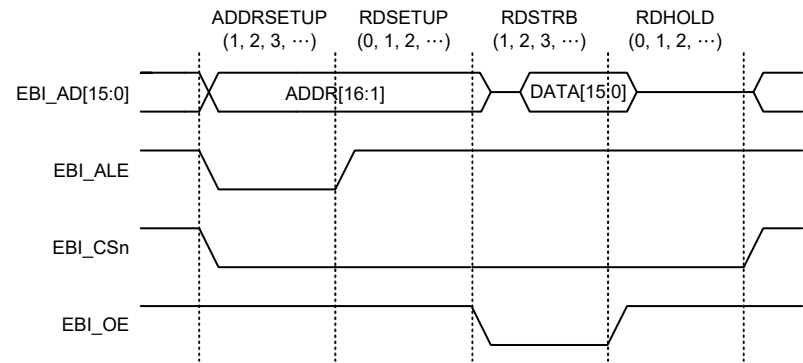 ADDRSETUP RDSETUP RDSTRB RDHOLD
(1, 2, 3, ⋯) (0, 1, 2, ⋯) (1, 2, 3, ⋯) (0, 1, 2, ⋯)
EBI_AD[15:0] ADDR[16:1] DATA[15:0]
EBI_ALE
EBI_CSn
EBI_OE